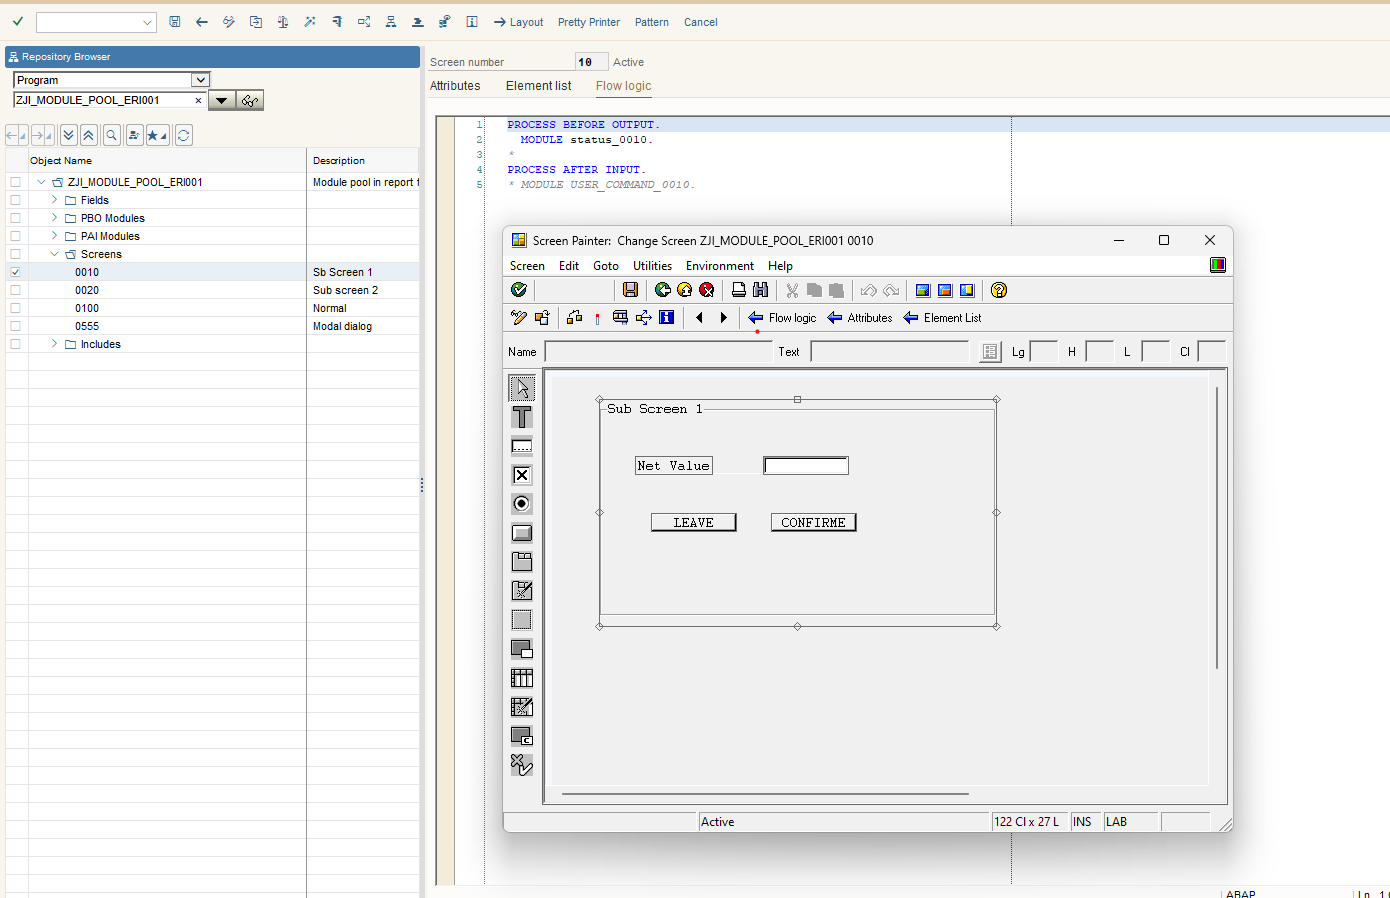 Layout Pretty Printer Pattern Cancel
Repository Browser
Program
ZJI_MODULE_POOL_ERI001
Object Name Description
ZJI_MODULE_POOL_ERI001 Module pool in report f
Fields
PBO Modules
PAI Modules
Screens
0010 Sb Screen 1
0020 Sub screen 2
0100 Normal
0555 Modal dialog
Includes
Screen number 10 Active
Attributes Element list Flow logic
1 PROCESS BEFORE OUTPUT.
2 MODULE status_0010.
3 *
4 PROCESS AFTER INPUT.
5 * MODULE USER_COMMAND_0010.
Screen Painter: Change Screen ZJI_MODULE_POOL_ERI001 0010
Screen Edit Goto Utilities Environment Help
Flow logic Attributes Element List
Name Text Lg H L Cl
Sub Screen 1
Net Value
LEAVE CONFIRME
Active 122 Cl x 27 L INS LAB
ABAP Ln 1